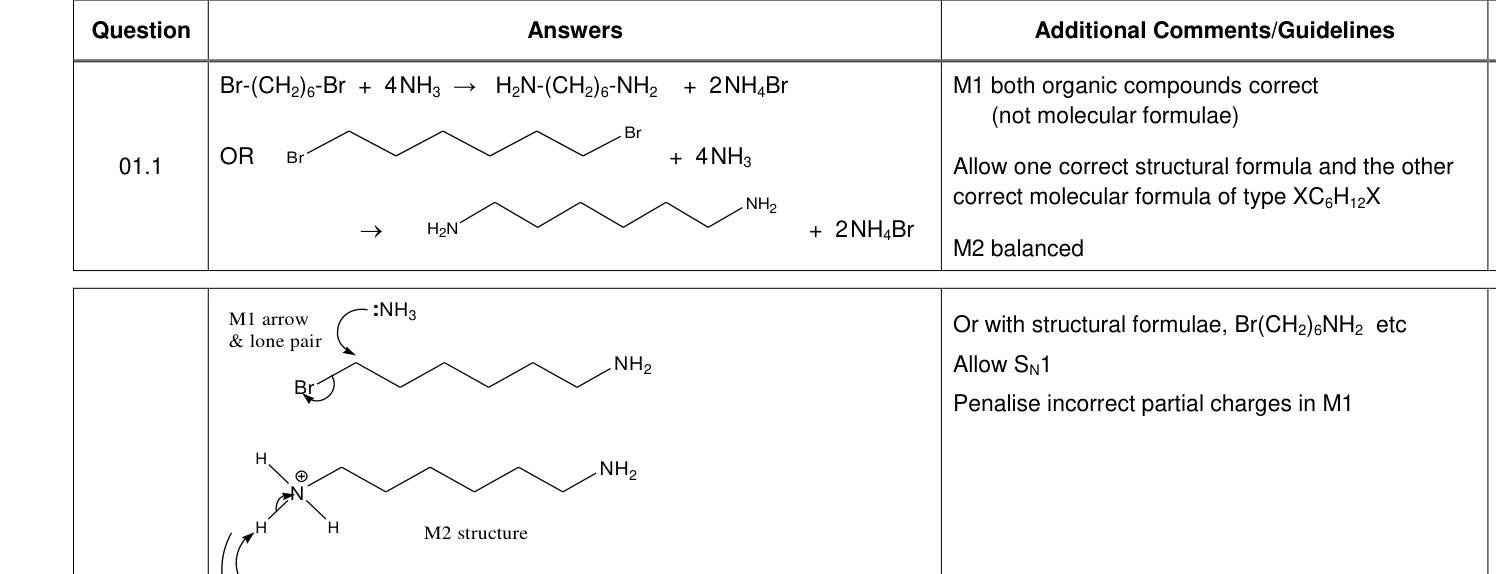 Question Answers Additional Comments/Guidelines
01.1
Br-(CH₂)₆-Br + 4NH₃ → H₂N-(CH₂)₆-NH₂ + 2NH₄Br
OR Br Br + 4NH₃
→ H₂N NH₂ + 2NH₄Br
M1 both organic compounds correct
(not molecular formulae)
Allow one correct structural formula and the other
correct molecular formula of type XC₆H₁₂X
M2 balanced
M1 arrow
& lone pair
:NH₃
Br NH₂
H
⊕
N NH₂
H H
M2 structure
Or with structural formulae, Br(CH₂)₆NH₂ etc
Allow Sₙ1
Penalise incorrect partial charges in M1